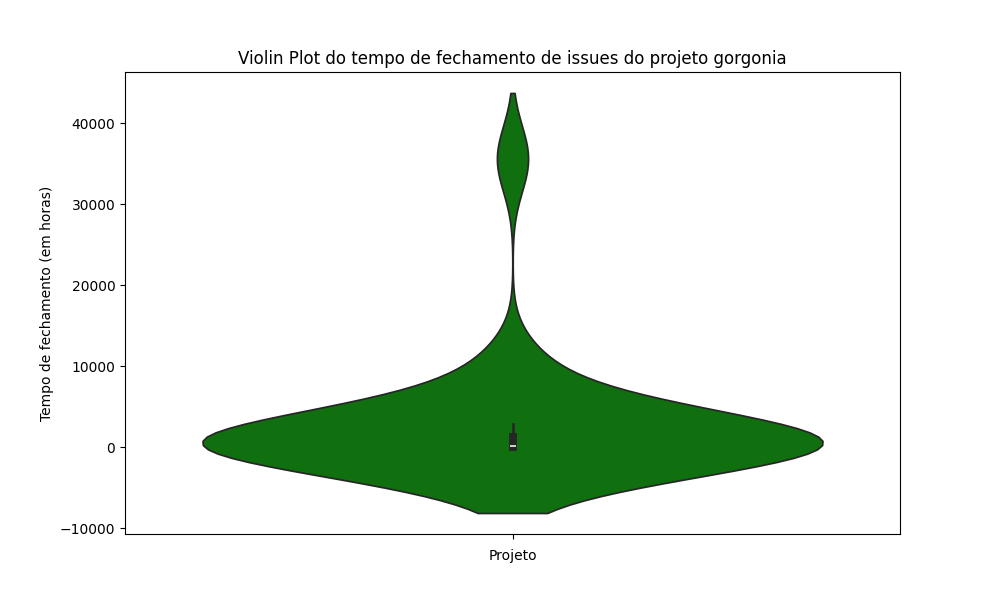 Violin Plot do tempo de fechamento de issues do projeto gorgonia
Tempo de fechamento (em horas)
40000
30000
20000
10000
0
−10000
Projeto